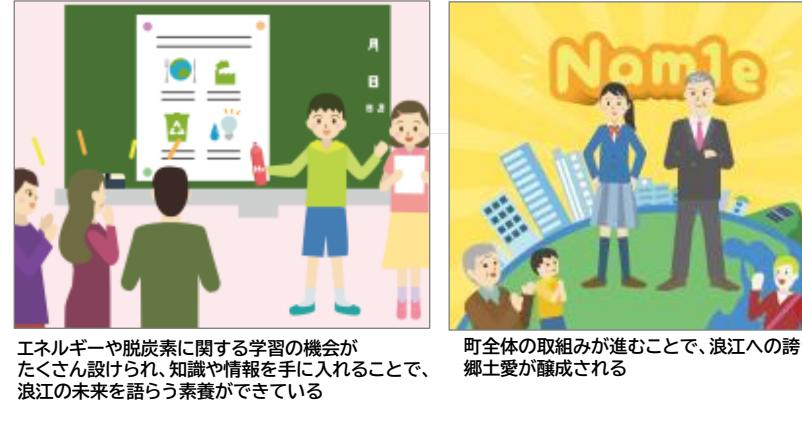 月
日
Nam1e
エネルギーや脱炭素に関する学習の機会が
たくさん設けられ、知識や情報を手に入れることで、
浪江の未来を語らう素養ができている
町全体の取組みが進むことで、浪江への誇
郷土愛が醸成される